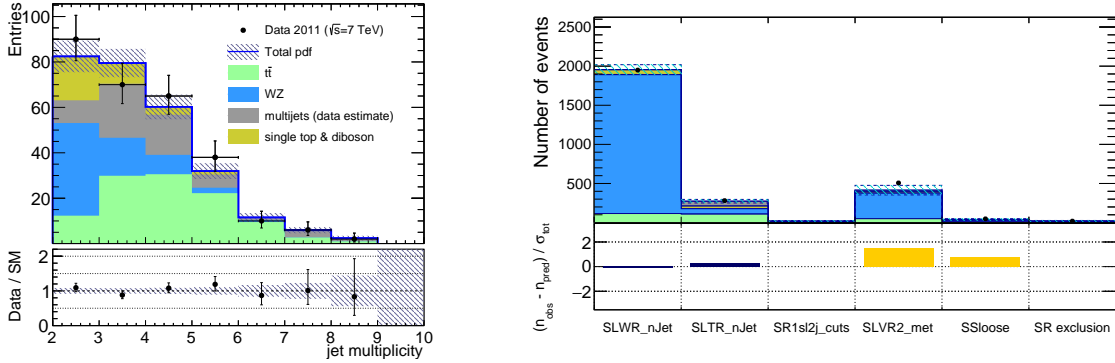 Entries
100
80
60
40
20
Data 2011 (√s=7 TeV)
Total pdf
tt̄
WZ
multijets (data estimate)
single top & diboson
Data / SM
2
1
0
2 3 4 5 6 7 8 9 10
jet multiplicity
Number of events
2500
2000
1500
1000
500
(n_obs - n_pred) / σ_tot
2
0
−2
SLWR_nJet SLTR_nJet SR1sl2j_cuts SLVR2_met SSloose SR exclusion